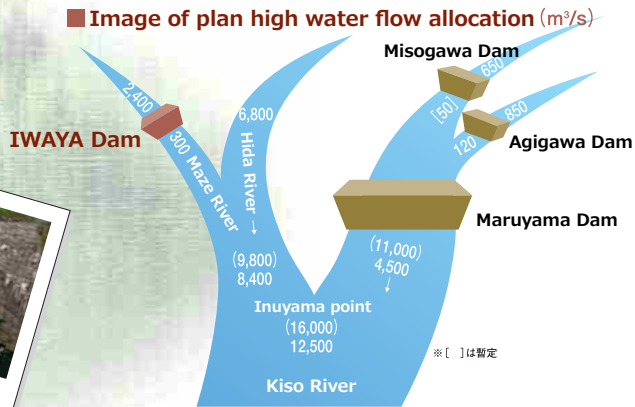 Image of plan high water flow allocation (m³/s)
Misogawa Dam
650
2,400
[50]
850
6,800
IWAYA Dam
300
120
Agigawa Dam
Maze River
Hida River →
Maruyama Dam
(11,000)
4,500
→
(9,800)
8,400
Inuyama point
(16,000)
12,500
※[ ]は暫定
Kiso River